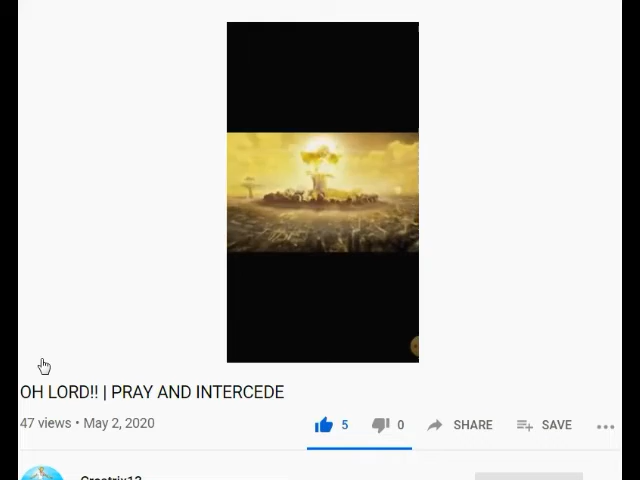 OH LORD!! | PRAY AND INTERCEDE
47 views • May 2, 2020
5
0
SHARE
SAVE